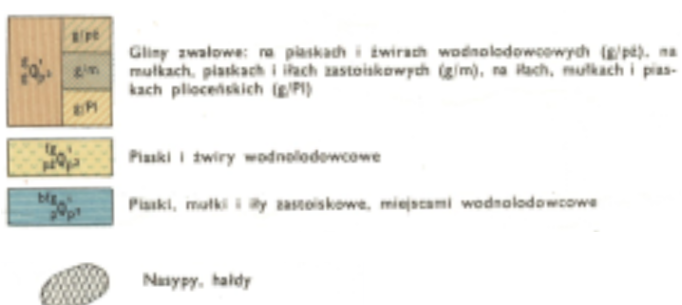 g/pż
g/m
g/Pl
Gliny zwałowe: na piaskach i żwirach wodnolodowcowych (g/pż), na
mułkach, piaskach i iłach zastoiskowych (g/m), na iłach, mułkach i pias-
kach plioceńskich (g/Pl)
Piaski i żwiry wodnolodowcowe
Piaski, mułki i iły zastoiskowe, miejscami wodnolodowcowe
Nasypy, hałdy